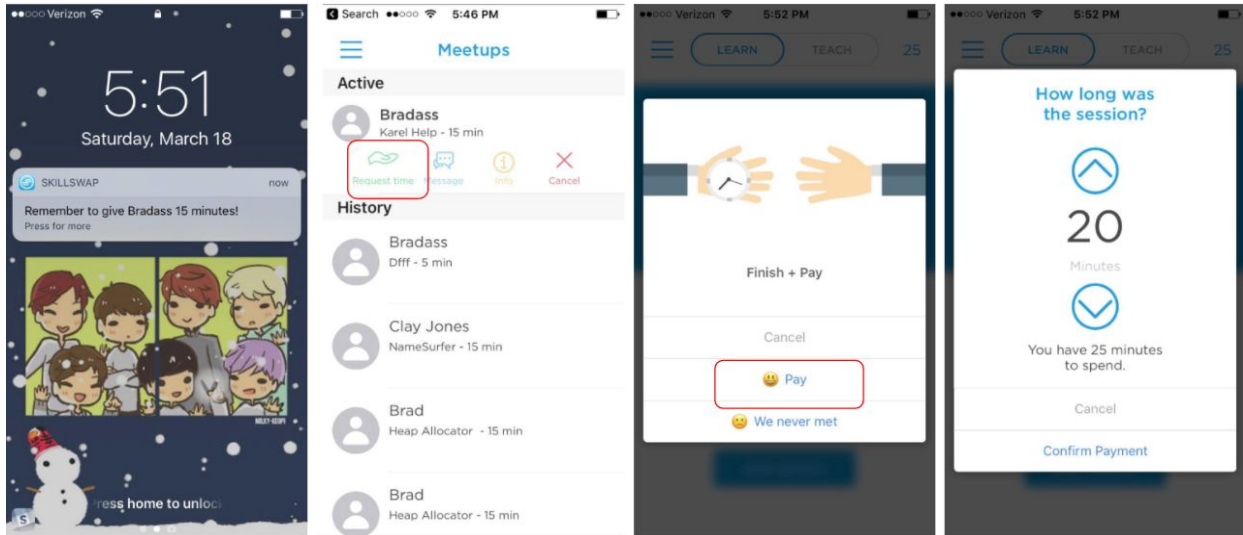 Verizon
5:51
Saturday, March 18
SKILLSWAP
now
Remember to give Bradass 15 minutes!
Press for more
Press home to unloc
S
Search
5:46 PM
Meetups
Active
Bradass
Karel Help - 15 min
Request time
Message
Info
Cancel
History
Bradass
Dfff - 5 min
Clay Jones
NameSurfer - 15 min
Brad
Heap Allocator - 15 min
Brad
Heap Allocator - 15 min
Verizon
5:52 PM
LEARN
TEACH
25
Finish + Pay
Cancel
Pay
We never met
Verizon
5:52 PM
LEARN
TEACH
25
How long was
the session?
20
Minutes
You have 25 minutes
to spend.
Cancel
Confirm Payment